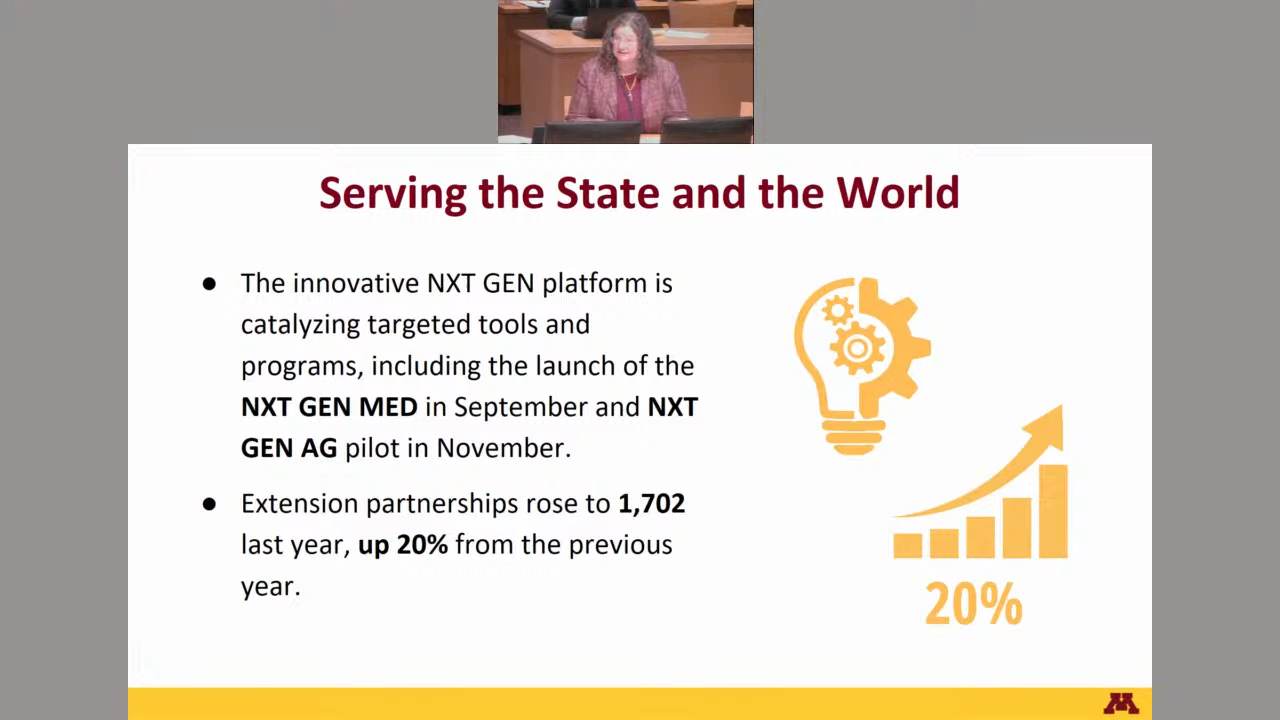 Serving the State and the World
● The innovative NXT GEN platform is
catalyzing targeted tools and
programs, including the launch of the
NXT GEN MED in September and NXT
GEN AG pilot in November.
● Extension partnerships rose to 1,702
last year, up 20% from the previous
year.
20%
M